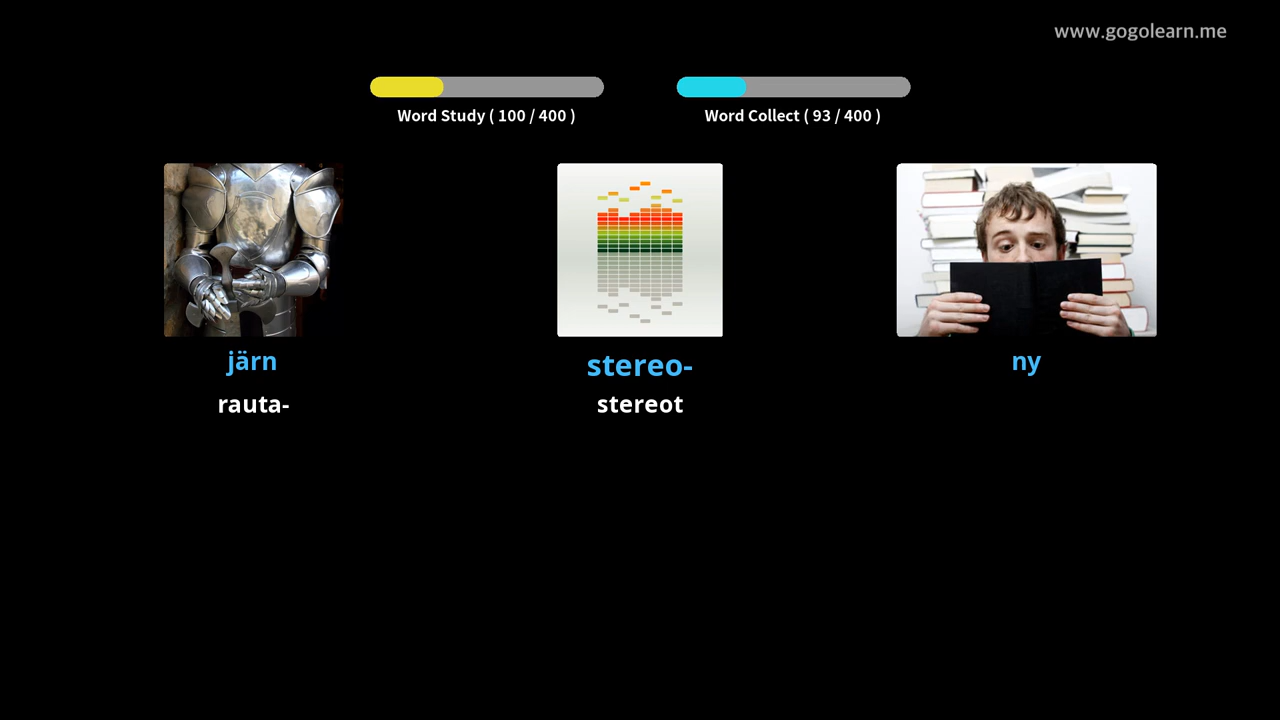 www.gogolearn.me
Word Study ( 100 / 400 )
Word Collect ( 93 / 400 )
järn
stereo-
ny
rauta-
stereot